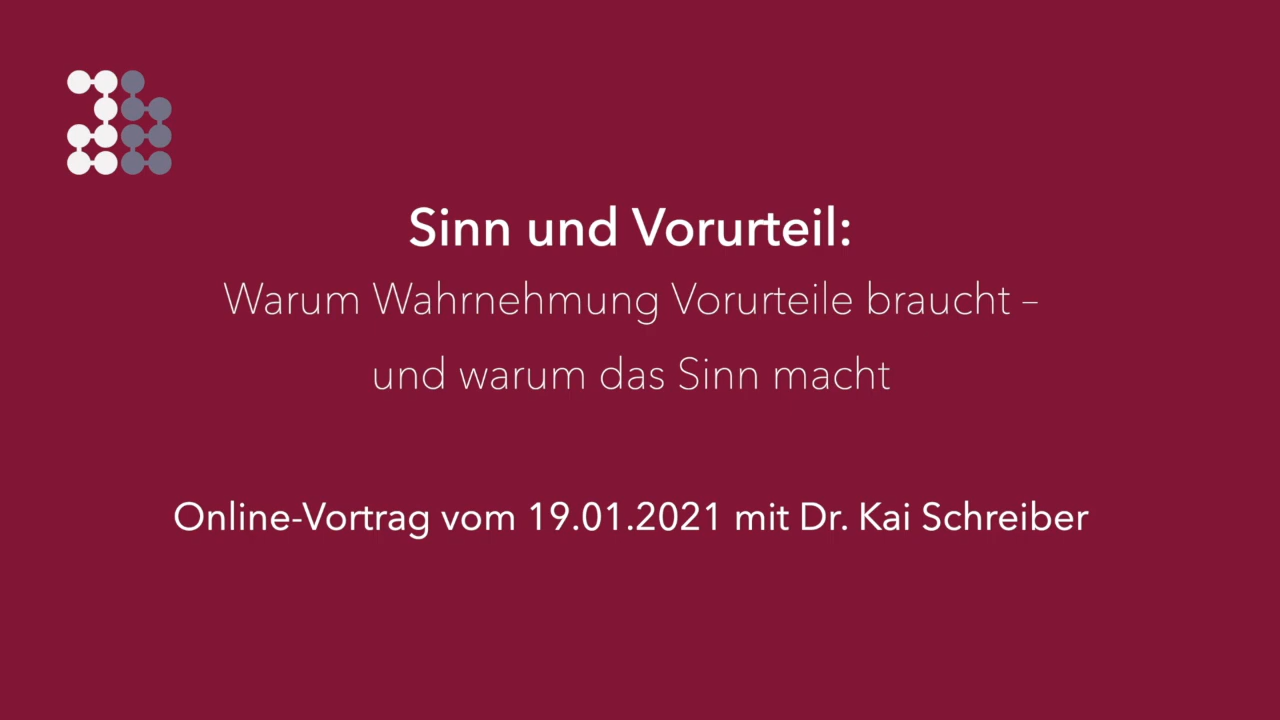 Sinn und Vorurteil:
Warum Wahrnehmung Vorurteile braucht –
und warum das Sinn macht
Online-Vortrag vom 19.01.2021 mit Dr. Kai Schreiber